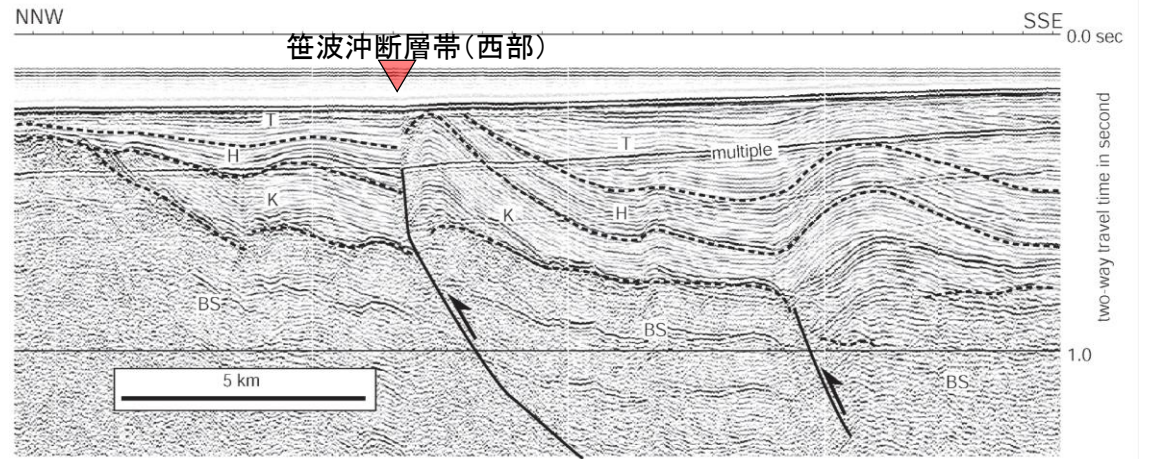 NNW
SSE
0.0 sec
笹波沖断層帯(西部)
T
T
H
multiple
K
K
H
BS
BS
1.0
5 km
BS
two-way travel time in second